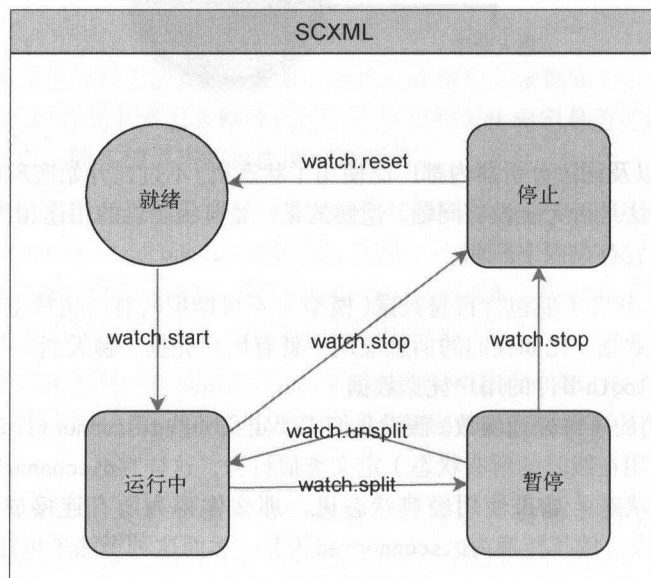 SCXML
就绪
watch.reset
停止
watch.start
watch.stop
watch.stop
watch.unsplit
运行中
watch.split
暂停